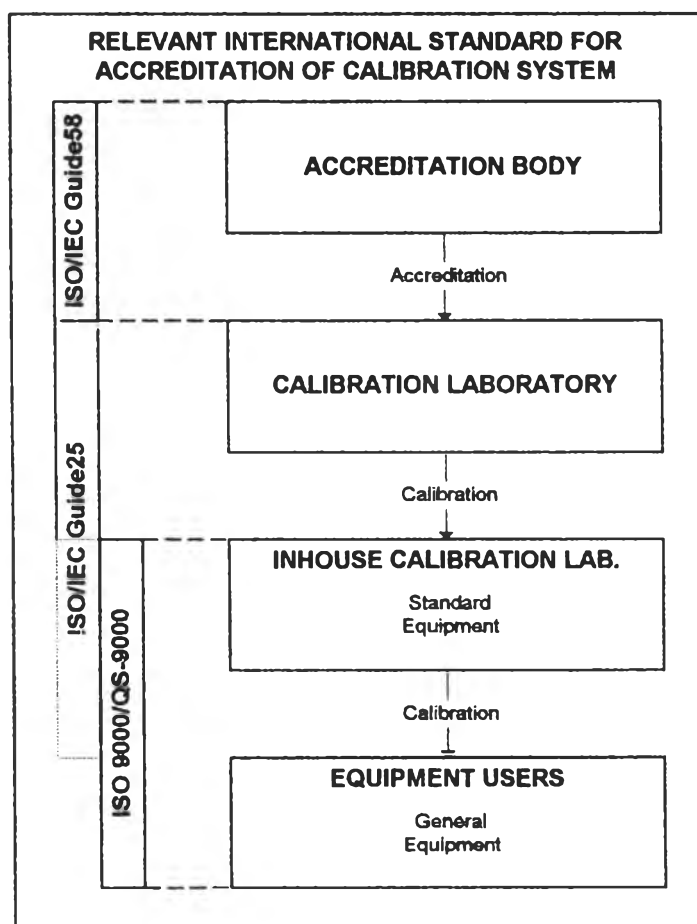 RELEVANT INTERNATIONAL STANDARD FOR
ACCREDITATION OF CALIBRATION SYSTEM
ISO/IEC Guide58
ACCREDITATION BODY
Accreditation
CALIBRATION LABORATORY
ISO/IEC Guide25
Calibration
INHOUSE CALIBRATION LAB.
Standard
Equipment
ISO 9000/QS-9000
Calibration
EQUIPMENT USERS
General
Equipment